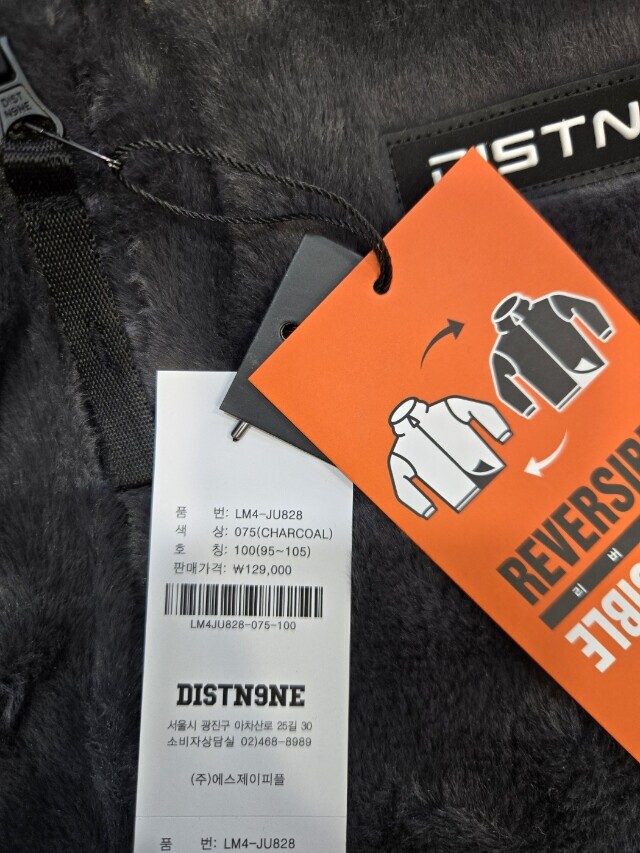 DIST
N9NE
DISTN
REVERSIB
리 버
SIBLE
품 번: LM4-JU828
색 상: 075(CHARCOAL)
호 칭: 100(95~105)
판매가격: ₩129,000
LM4JU828-075-100
DISTN9NE
서울시 광진구 아차산로 25길 30
소비자상담실 02)468-8989
(주)에스제이피플
품 번: LM4-JU828